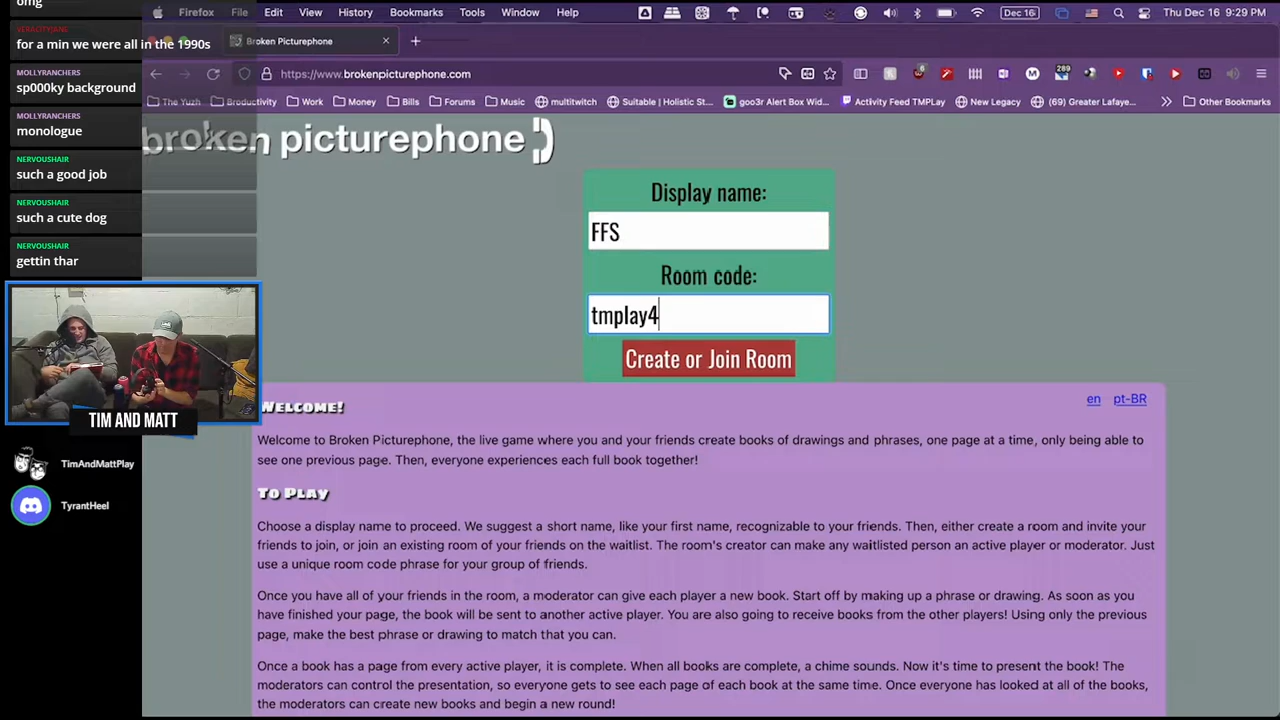 omg
VERACITYJANE
for a min we were all in the 1990s
MOLLYRANCHERS
sp000ky background
MOLLYRANCHERS
monologue
NERVOUSHAIR
such a good job
NERVOUSHAIR
such a cute dog
NERVOUSHAIR
gettin thar
TIM AND MATT
TimAndMattPlay
TyrantHeel
Firefox File Edit View History Bookmarks Tools Window Help
Dec 16
Thu Dec 16 9:29 PM
Broken Picturephone
https://www.brokenpicturephone.com
289
The Yuzh Productivity Work Money Bills Forums Music multitwitch Suitable | Holistic St... goo3r Alert Box Wid... Activity Feed TMPLay New Legacy (69) Greater Lafaye... Other Bookmarks
broken picturephone
Display name:
FFS
Room code:
tmplay4
Create or Join Room
en pt-BR
Welcome!
Welcome to Broken Picturephone, the live game where you and your friends create books of drawings and phrases, one page at a time, only being able to
see one previous page. Then, everyone experiences each full book together!
To Play
Choose a display name to proceed. We suggest a short name, like your first name, recognizable to your friends. Then, either create a room and invite your
friends to join, or join an existing room of your friends on the waitlist. The room's creator can make any waitlisted person an active player or moderator. Just
use a unique room code phrase for your group of friends.
Once you have all of your friends in the room, a moderator can give each player a new book. Start off by making up a phrase or drawing. As soon as you
have finished your page, the book will be sent to another active player. You are also going to receive books from the other players! Using only the previous
page, make the best phrase or drawing to match that you can.
Once a book has a page from every active player, it is complete. When all books are complete, a chime sounds. Now it's time to present the book! The
moderators can control the presentation, so everyone gets to see each page of each book at the same time. Once everyone has looked at all of the books,
the moderators can create new books and begin a new round!